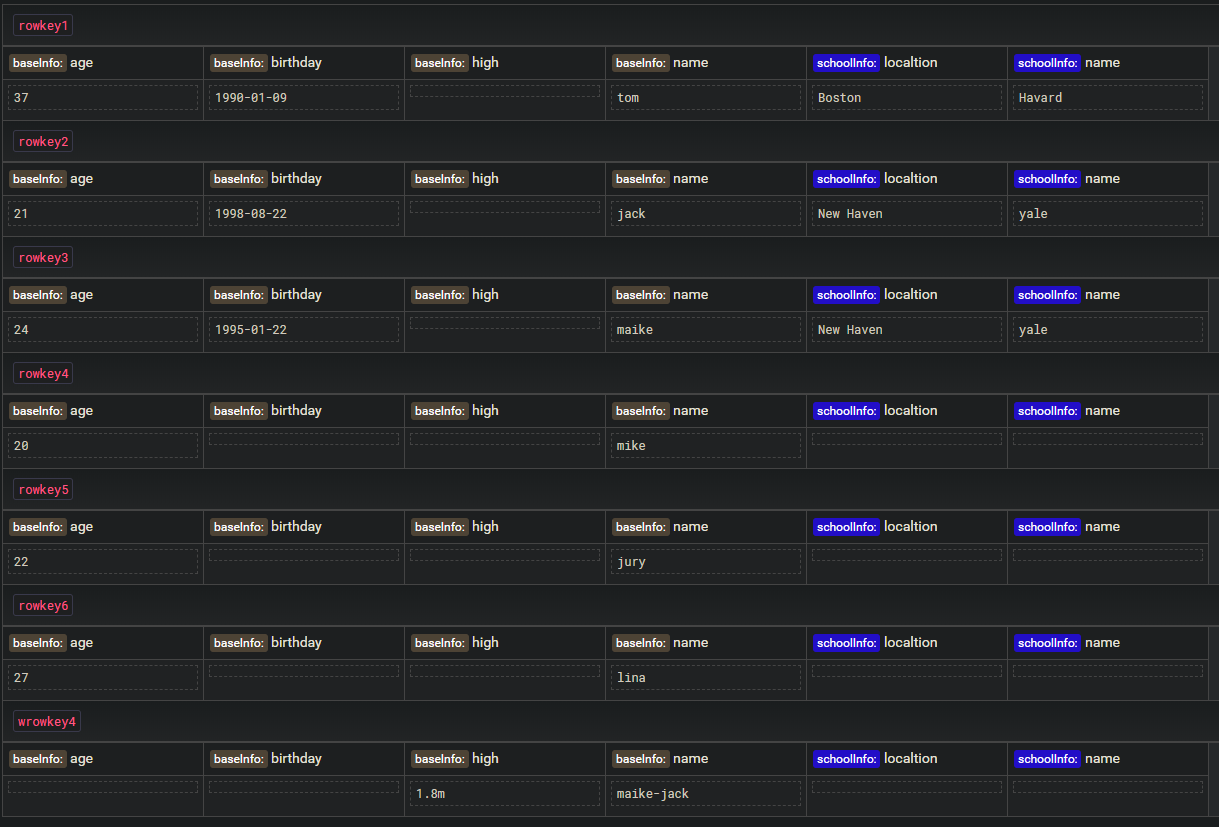 rowkey1
baseInfo: age baseInfo: birthday baseInfo: high baseInfo: name schoolInfo: localtion schoolInfo: name
37 1990-01-09 tom Boston Havard
rowkey2
baseInfo: age baseInfo: birthday baseInfo: high baseInfo: name schoolInfo: localtion schoolInfo: name
21 1998-08-22 jack New Haven yale
rowkey3
baseInfo: age baseInfo: birthday baseInfo: high baseInfo: name schoolInfo: localtion schoolInfo: name
24 1995-01-22 maike New Haven yale
rowkey4
baseInfo: age baseInfo: birthday baseInfo: high baseInfo: name schoolInfo: localtion schoolInfo: name
20 mike
rowkey5
baseInfo: age baseInfo: birthday baseInfo: high baseInfo: name schoolInfo: localtion schoolInfo: name
22 jury
rowkey6
baseInfo: age baseInfo: birthday baseInfo: high baseInfo: name schoolInfo: localtion schoolInfo: name
27 lina
wrowkey4
baseInfo: age baseInfo: birthday baseInfo: high baseInfo: name schoolInfo: localtion schoolInfo: name
1.8m maike-jack